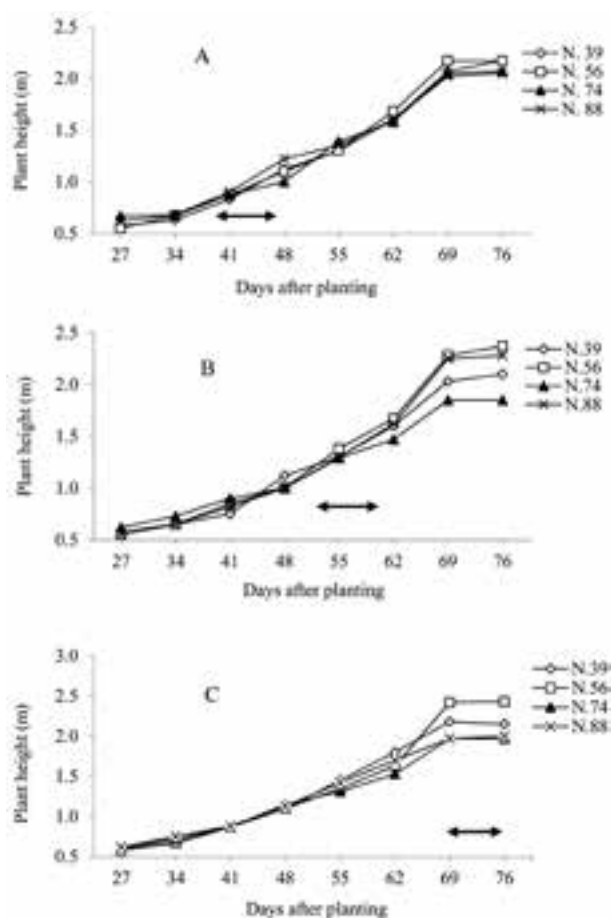 A
Plant height (m)
2.5
2.0
1.5
1.0
0.5
27 34 41 48 55 62 69 76
Days after planting
N. 39
N. 56
N. 74
N. 88
B
Plant height (m)
2.5
2.0
1.5
1.0
0.5
27 34 41 48 55 62 69 76
Days after planting
N.39
N.56
N.74
N.88
C
Plant height (m)
3.0
2.5
2.0
1.5
1.0
0.5
27 34 41 48 55 62 69 76
Days after planting
N.39
N.56
N.74
N.88